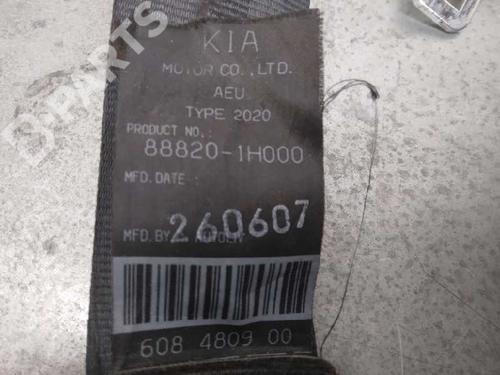 KIA
MOTOR CO.,LTD.
AEU
TYPE 2020
PRODUCT NO.:
88820-1H000
MFD. DATE :
260607
MFD. BY : AUTOLIV
608 4809 00
B-PARTS